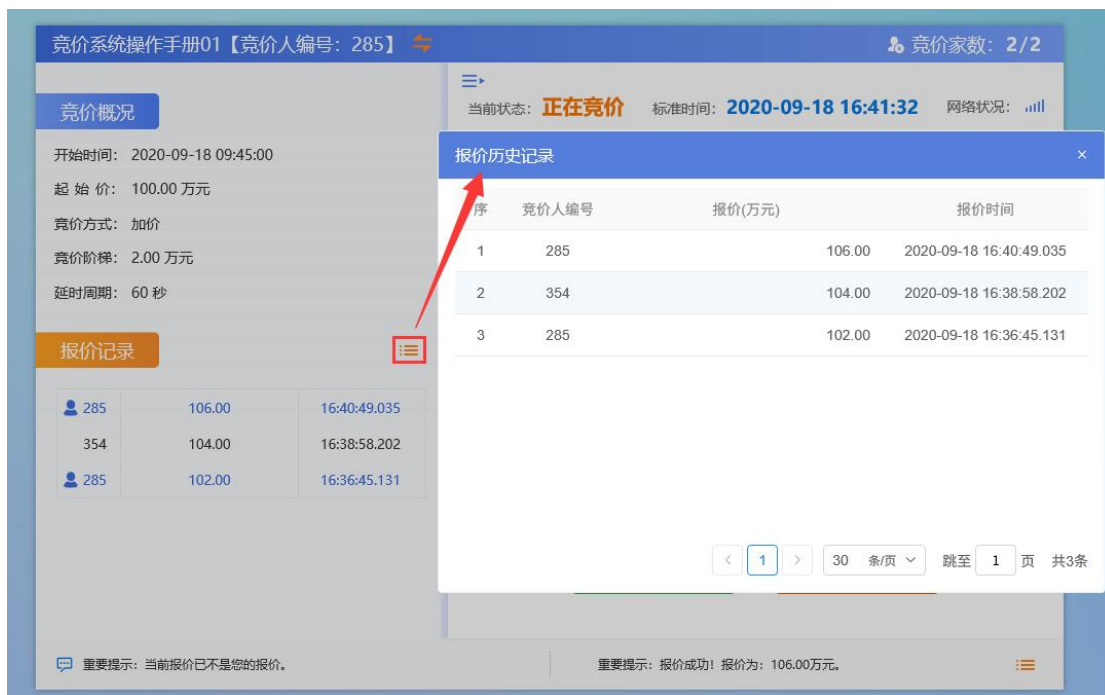 竞价系统操作手册01【竞价人编号：285】
竞价家数：2/2
竞价概况
当前状态：正在竞价 标准时间：2020-09-18 16:41:32 网络状况：
开始时间：2020-09-18 09:45:00
起 始 价：100.00 万元
竞价方式：加价
竞价阶梯：2.00 万元
延时周期：60 秒
报价记录
285 106.00 16:40:49.035
354 104.00 16:38:58.202
285 102.00 16:36:45.131
报价历史记录 ×
序 竞价人编号 报价(万元) 报价时间
1 285 106.00 2020-09-18 16:40:49.035
2 354 104.00 2020-09-18 16:38:58.202
3 285 102.00 2020-09-18 16:36:45.131
< 1 > 30 条/页 跳至 1 页 共3条
重要提示：当前报价已不是您的报价。
重要提示：报价成功！报价为：106.00万元。